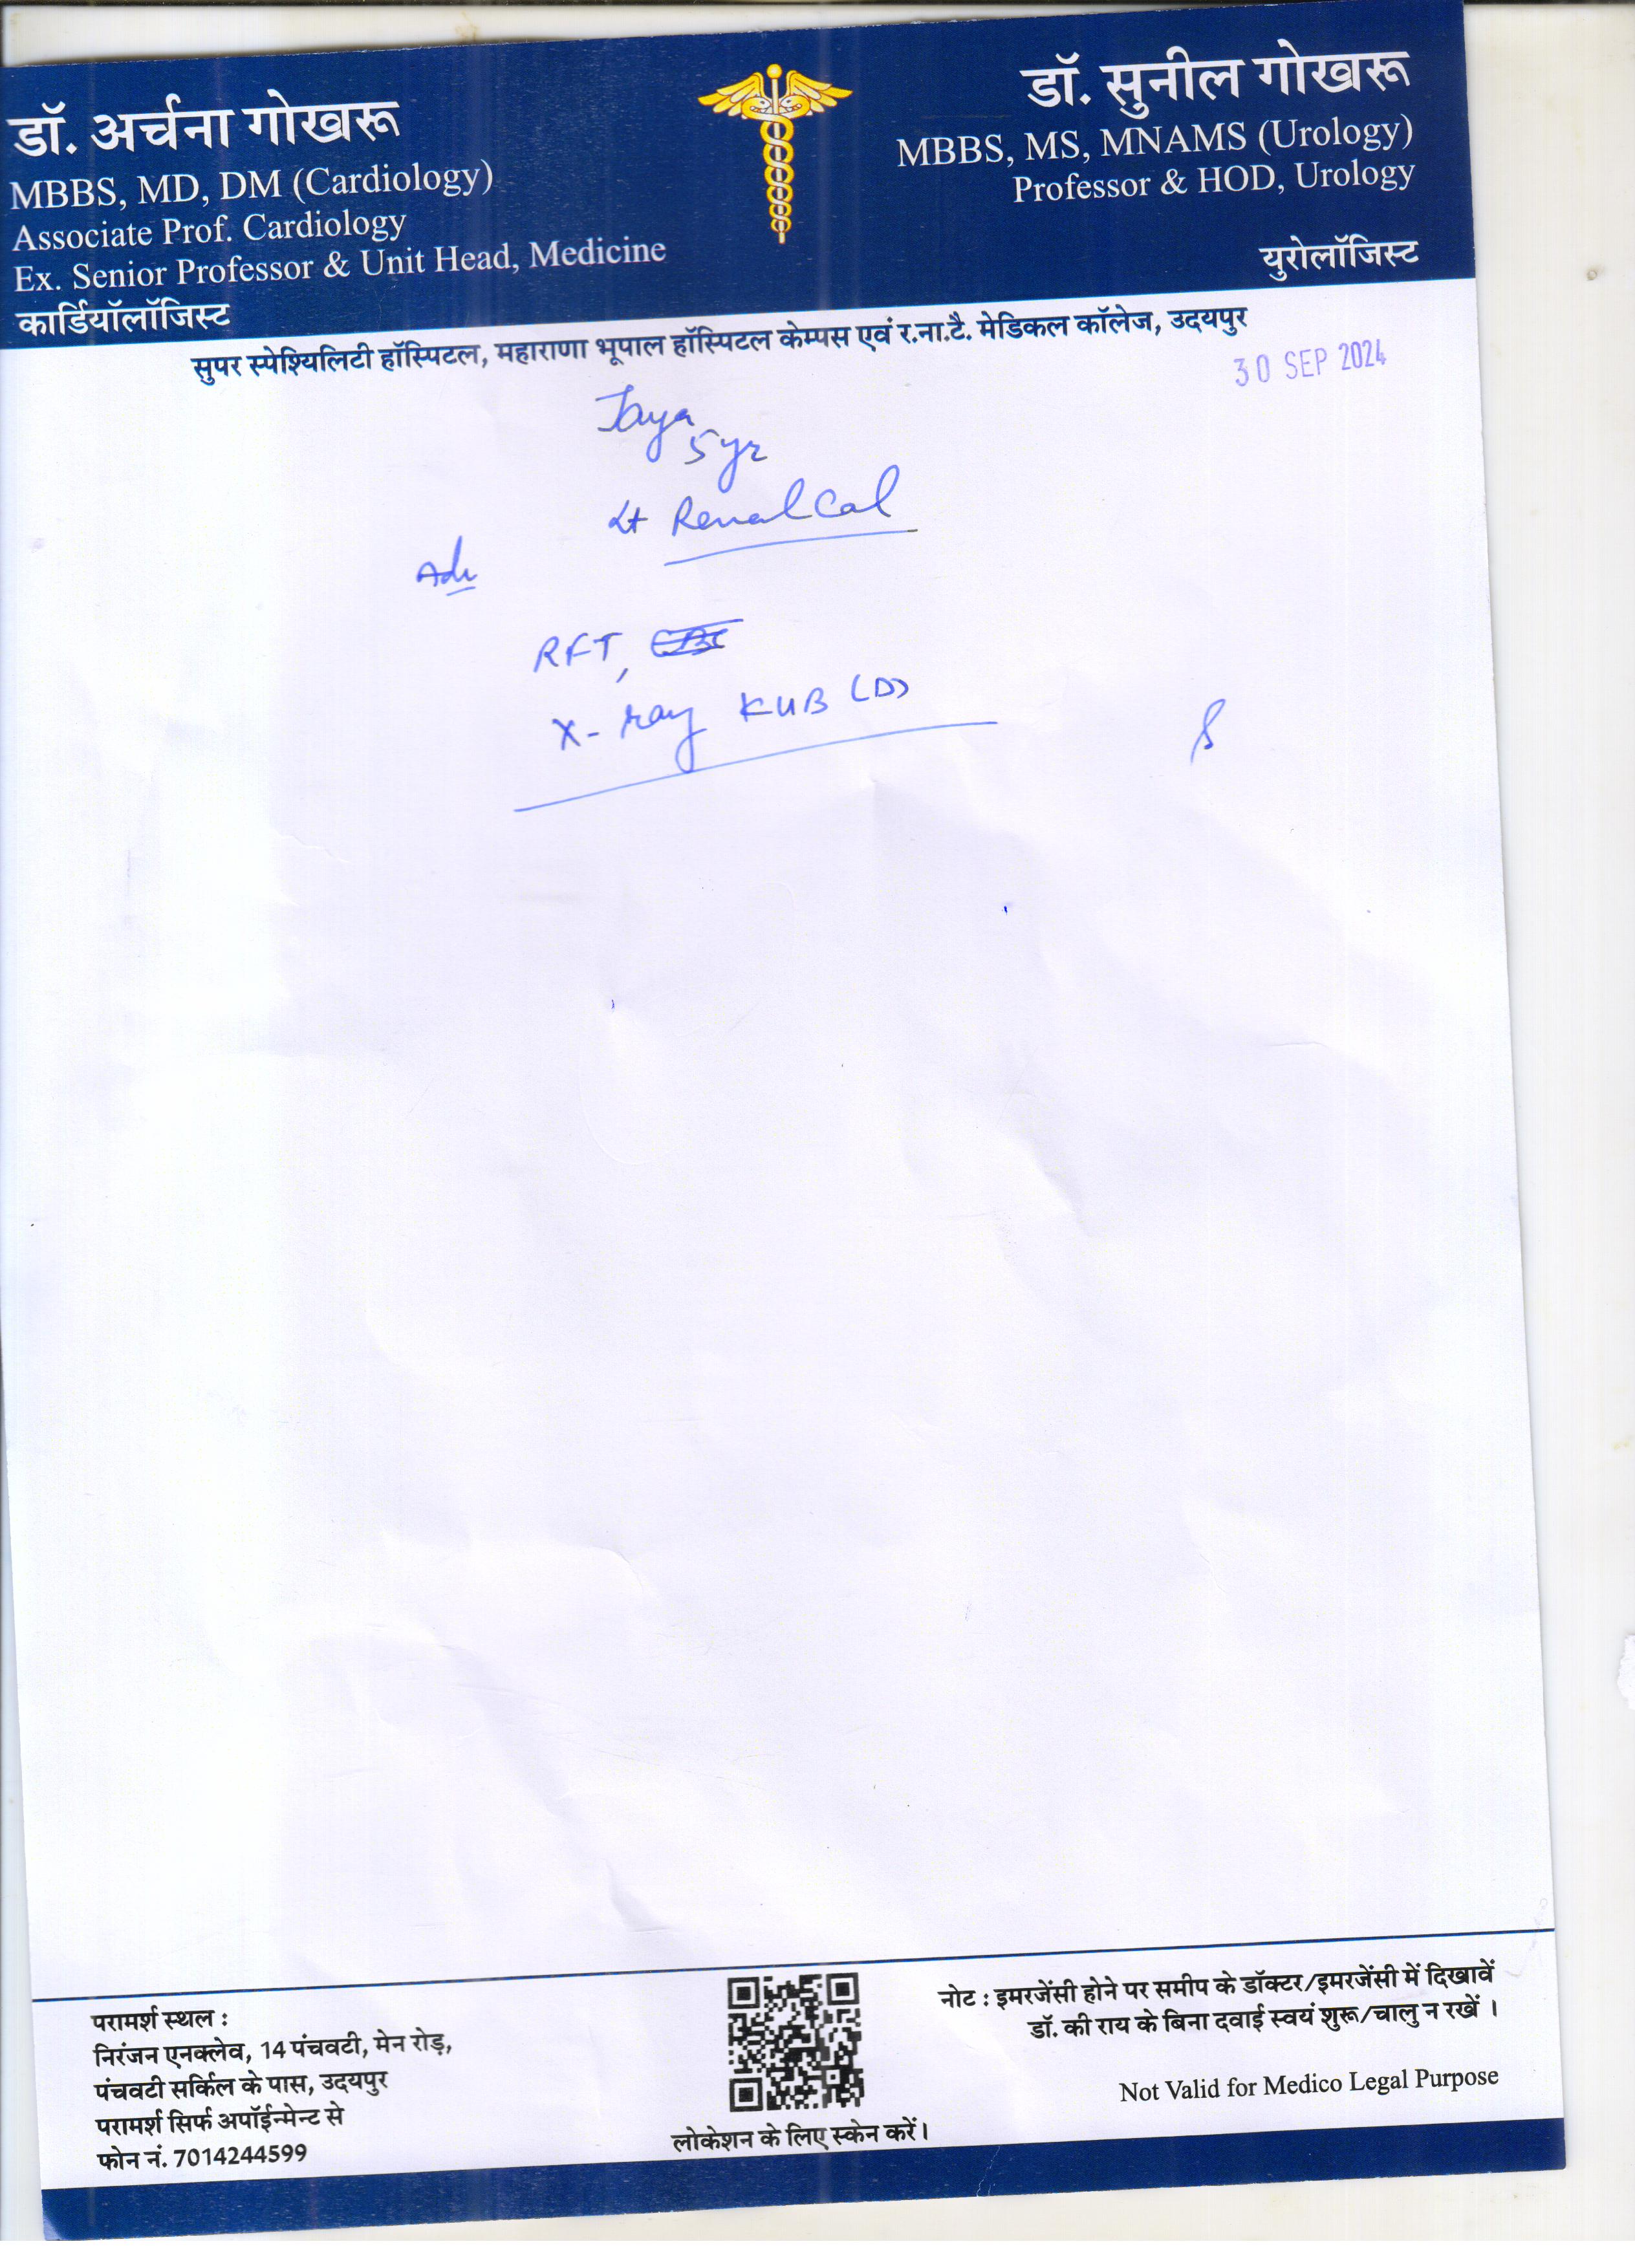 डॉ. अर्चना गोखरू
MBBS, MD, DM (Cardiology)
Associate Prof. Cardiology
Ex. Senior Professor & Unit Head, Medicine
कार्डियॉलॉजिस्ट
डॉ. सुनील गोखरू
MBBS, MS, MNAMS (Urology)
Professor & HOD, Urology
युरोलॉजिस्ट
सुपर स्पेश्यिलिटी हॉस्पिटल, महाराणा भूपाल हॉस्पिटल केम्पस एवं र.ना.टै. मेडिकल कॉलेज, उदयपुर
30 SEP 2024
Jaya
5 yr
Lt Renal Cal
Adv
RFT,
X-ray KUB (D)
परामर्श स्थल :
निरंजन एनक्लेव, 14 पंचवटी, मेन रोड़,
पंचवटी सर्किल के पास, उदयपुर
परामर्श सिर्फ अपॉईन्मेन्ट से
फोन नं. 7014244599
लोकेशन के लिए स्केन करें।
नोट : इमरजेंसी होने पर समीप के डॉक्टर/इमरजेंसी में दिखावें
डॉ. की राय के बिना दवाई स्वयं शुरू/चालु न रखें ।
Not Valid for Medico Legal Purpose